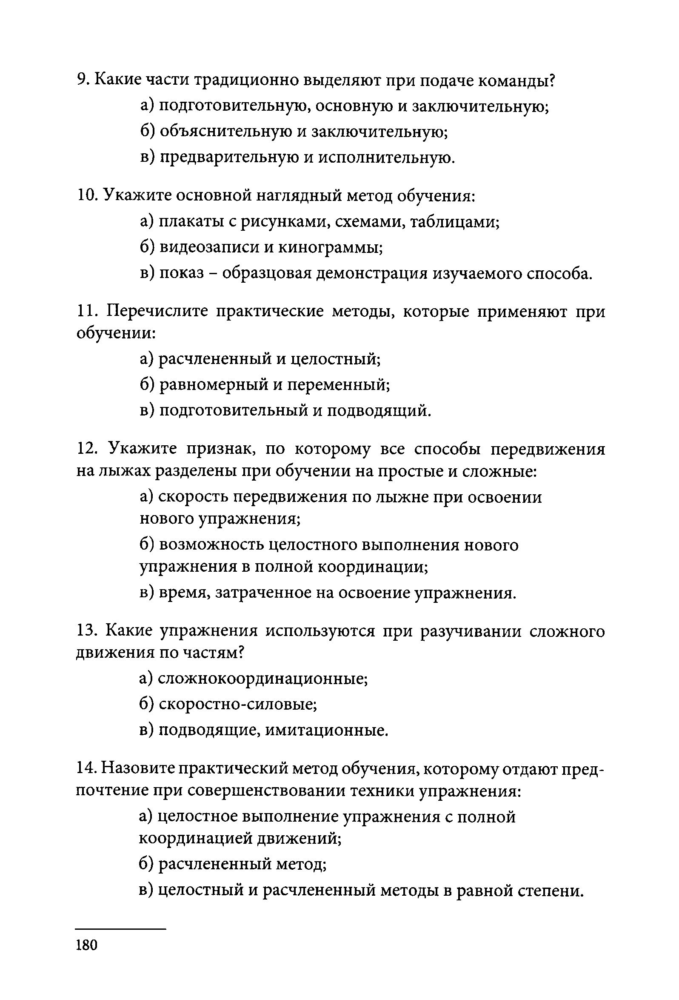 9. Какие части традиционно выделяют при подаче команды?
а) подготовительную, основную и заключительную;
б) объяснительную и заключительную;
в) предварительную и исполнительную.
10. Укажите основной наглядный метод обучения:
а) плакаты с рисунками, схемами, таблицами;
б) видеозаписи и кинограммы;
в) показ – образцовая демонстрация изучаемого способа.
11. Перечислите практические методы, которые применяют при
обучении:
а) расчлененный и целостный;
б) равномерный и переменный;
в) подготовительный и подводящий.
12. Укажите признак, по которому все способы передвижения
на лыжах разделены при обучении на простые и сложные:
а) скорость передвижения по лыжне при освоении
нового упражнения;
б) возможность целостного выполнения нового
упражнения в полной координации;
в) время, затраченное на освоение упражнения.
13. Какие упражнения используются при разучивании сложного
движения по частям?
а) сложнокоординационные;
б) скоростно-силовые;
в) подводящие, имитационные.
14. Назовите практический метод обучения, которому отдают пред-
почтение при совершенствовании техники упражнения:
а) целостное выполнение упражнения с полной
координацией движений;
б) расчлененный метод;
в) целостный и расчлененный методы в равной степени.
180